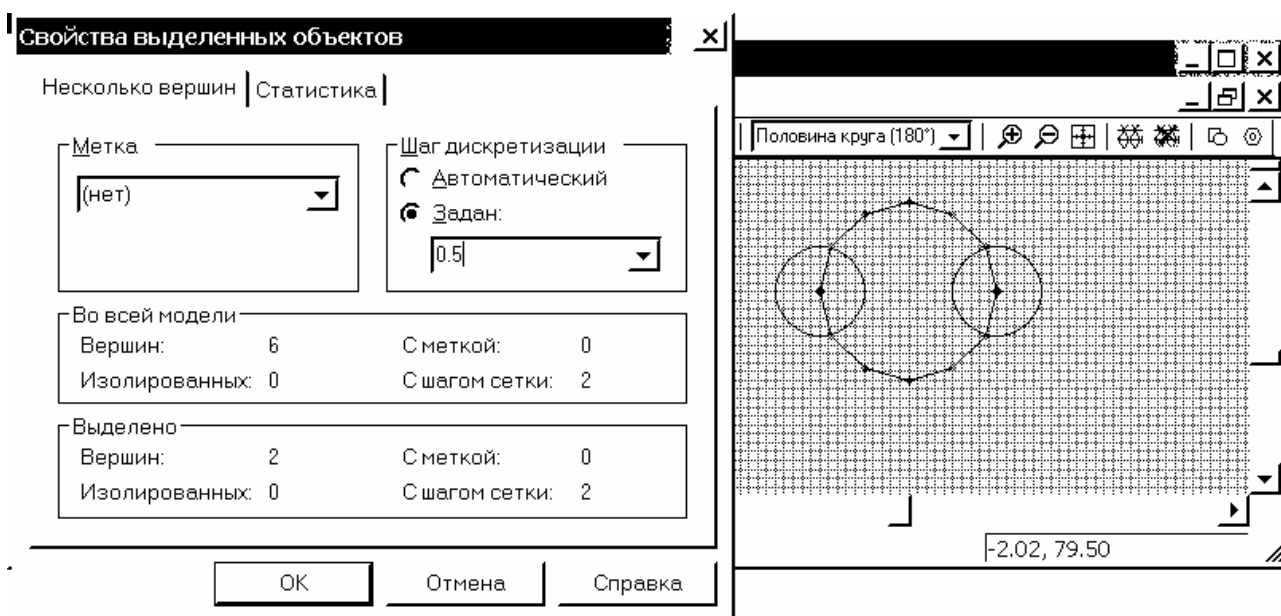 Свойства выделенных объектов
Несколько вершин Статистика
Метка
(нет)
Шаг дискретизации
Автоматический
Задан:
0.5
Во всей модели
Вершин: 6 С меткой: 0
Изолированных: 0 С шагом сетки: 2
Выделено
Вершин: 2 С меткой: 0
Изолированных: 0 С шагом сетки: 2
OK Отмена Справка
Половина круга (180°)
-2.02, 79.50